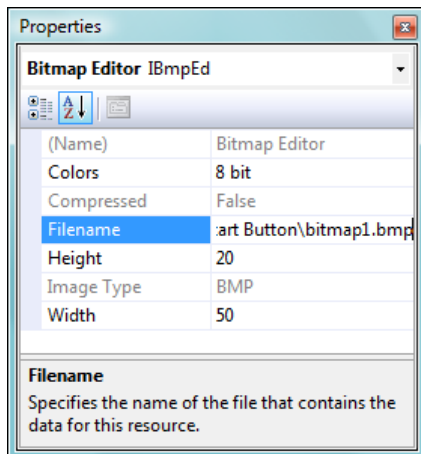 Properties
Bitmap Editor IBmpEd
(Name) Bitmap Editor
Colors 8 bit
Compressed False
Filename art Button\bitmap1.bmp
Height 20
Image Type BMP
Width 50
Filename
Specifies the name of the file that contains the
data for this resource.